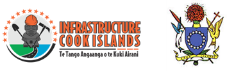 INFRASTRUCTURE
COOK ISLANDS
Te Tango Angaanga o te Kuki Airani